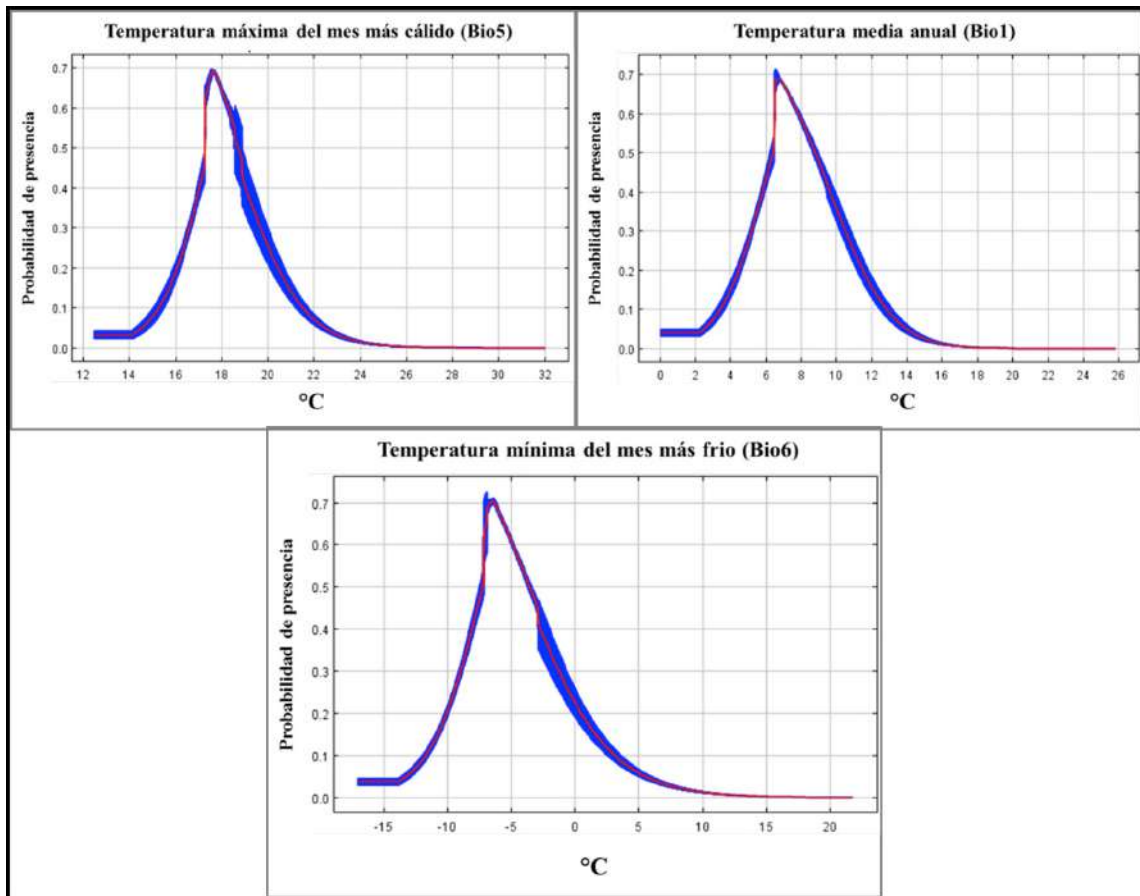 Temperatura máxima del mes más cálido (Bio5)
Probabilidad de presencia
0.7
0.6
0.5
0.4
0.3
0.2
0.1
0.0
12 14 16 18 20 22 24 26 28 30 32
°C
Temperatura media anual (Bio1)
Probabilidad de presencia
0.7
0.6
0.5
0.4
0.3
0.2
0.1
0.0
0 2 4 6 8 10 12 14 16 18 20 22 24 26
°C
Temperatura mínima del mes más frio (Bio6)
Probabilidad de presencia
0.7
0.6
0.5
0.4
0.3
0.2
0.1
0.0
-15 -10 -5 0 5 10 15 20
°C